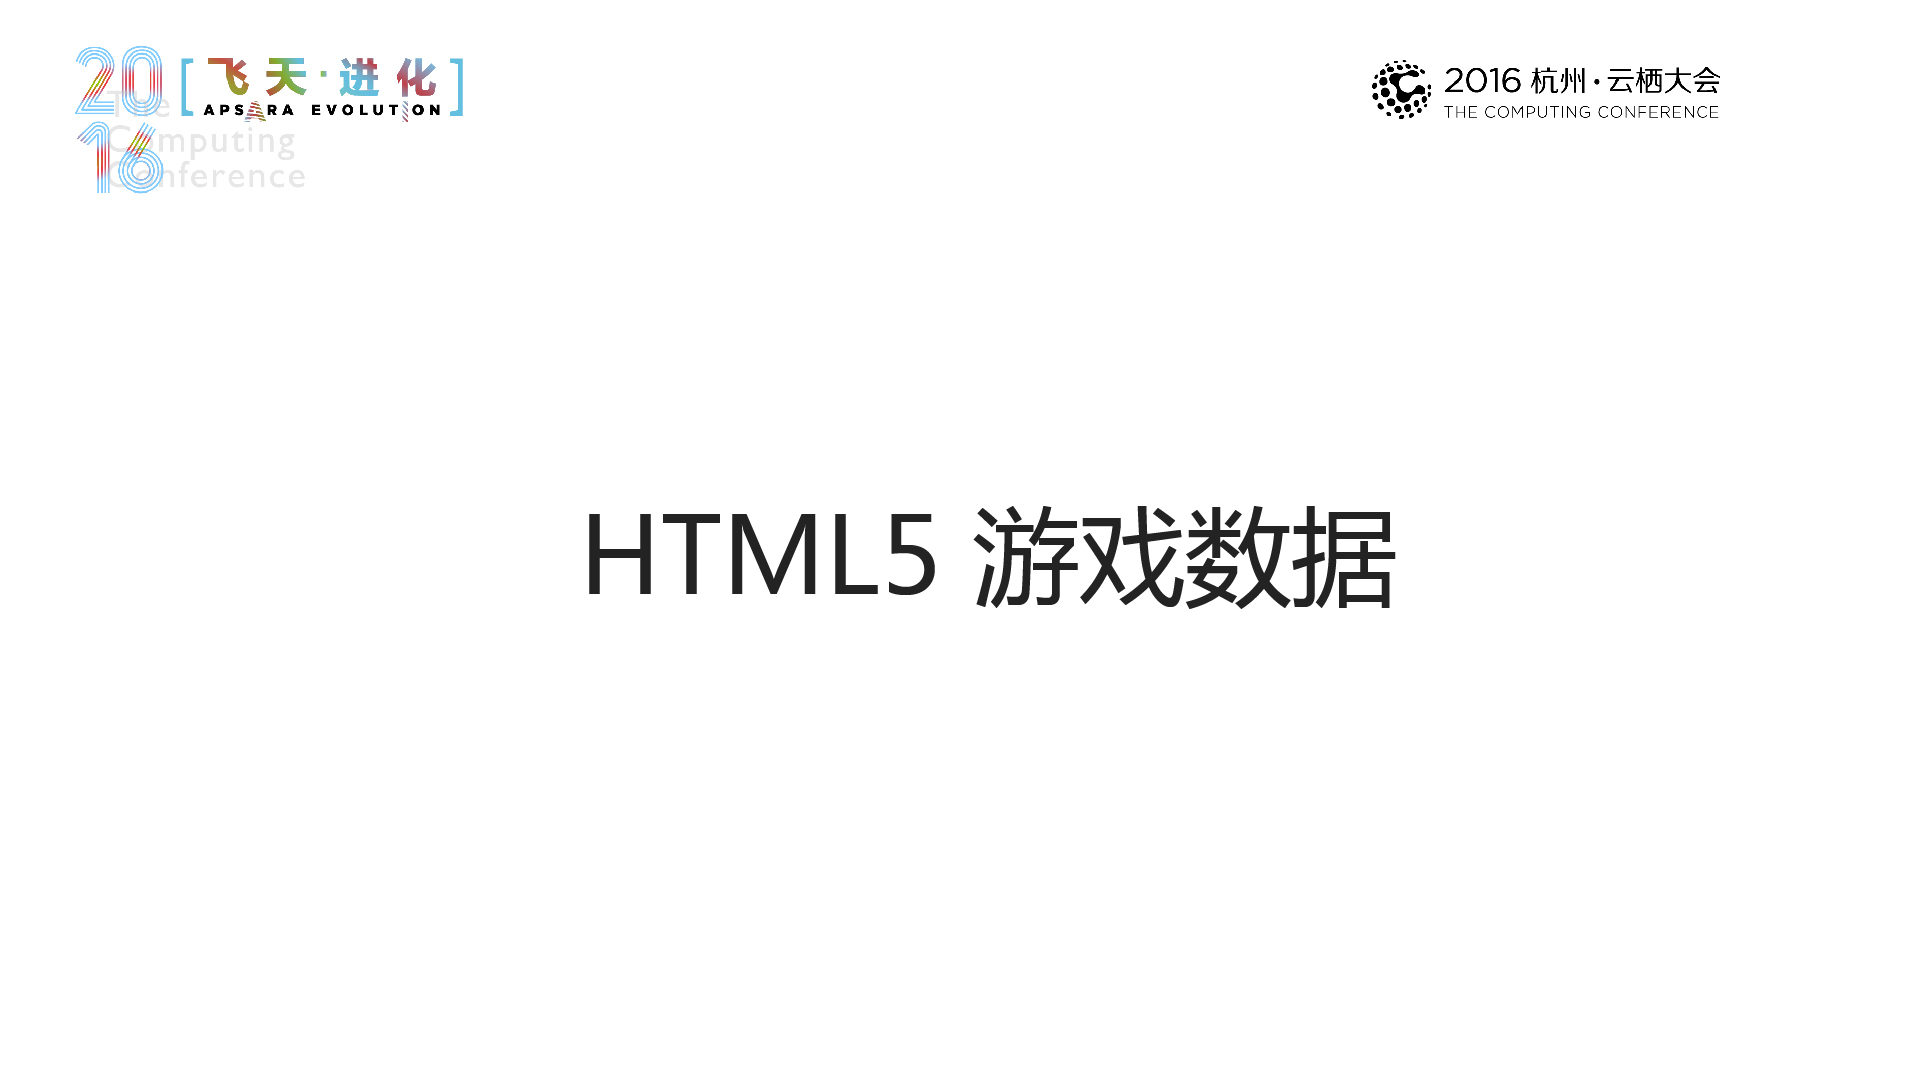 2016
[飞天·进化]
APSARA EVOLUTION
The
Computing
Conference
2016 杭州·云栖大会
THE COMPUTING CONFERENCE
HTML5 游戏数据